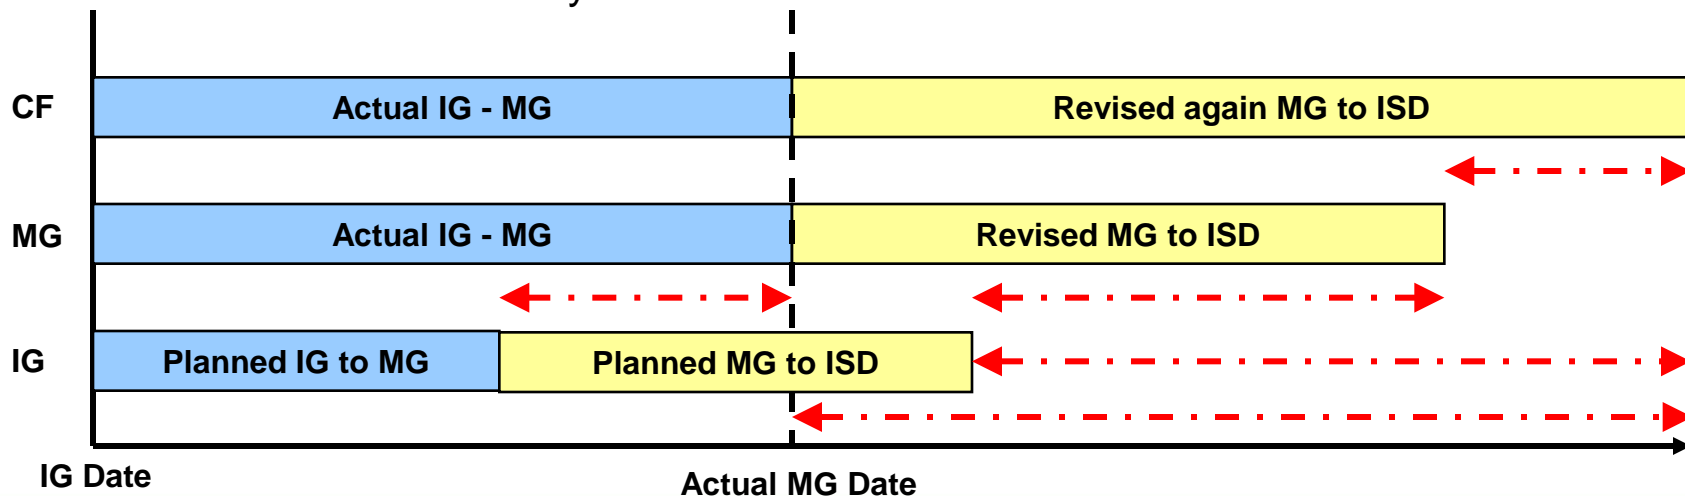 CF
Actual IG - MG
Revised again MG to ISD
MG
Actual IG - MG
Revised MG to ISD
IG
Planned IG to MG
Planned MG to ISD
IG Date
Actual MG Date